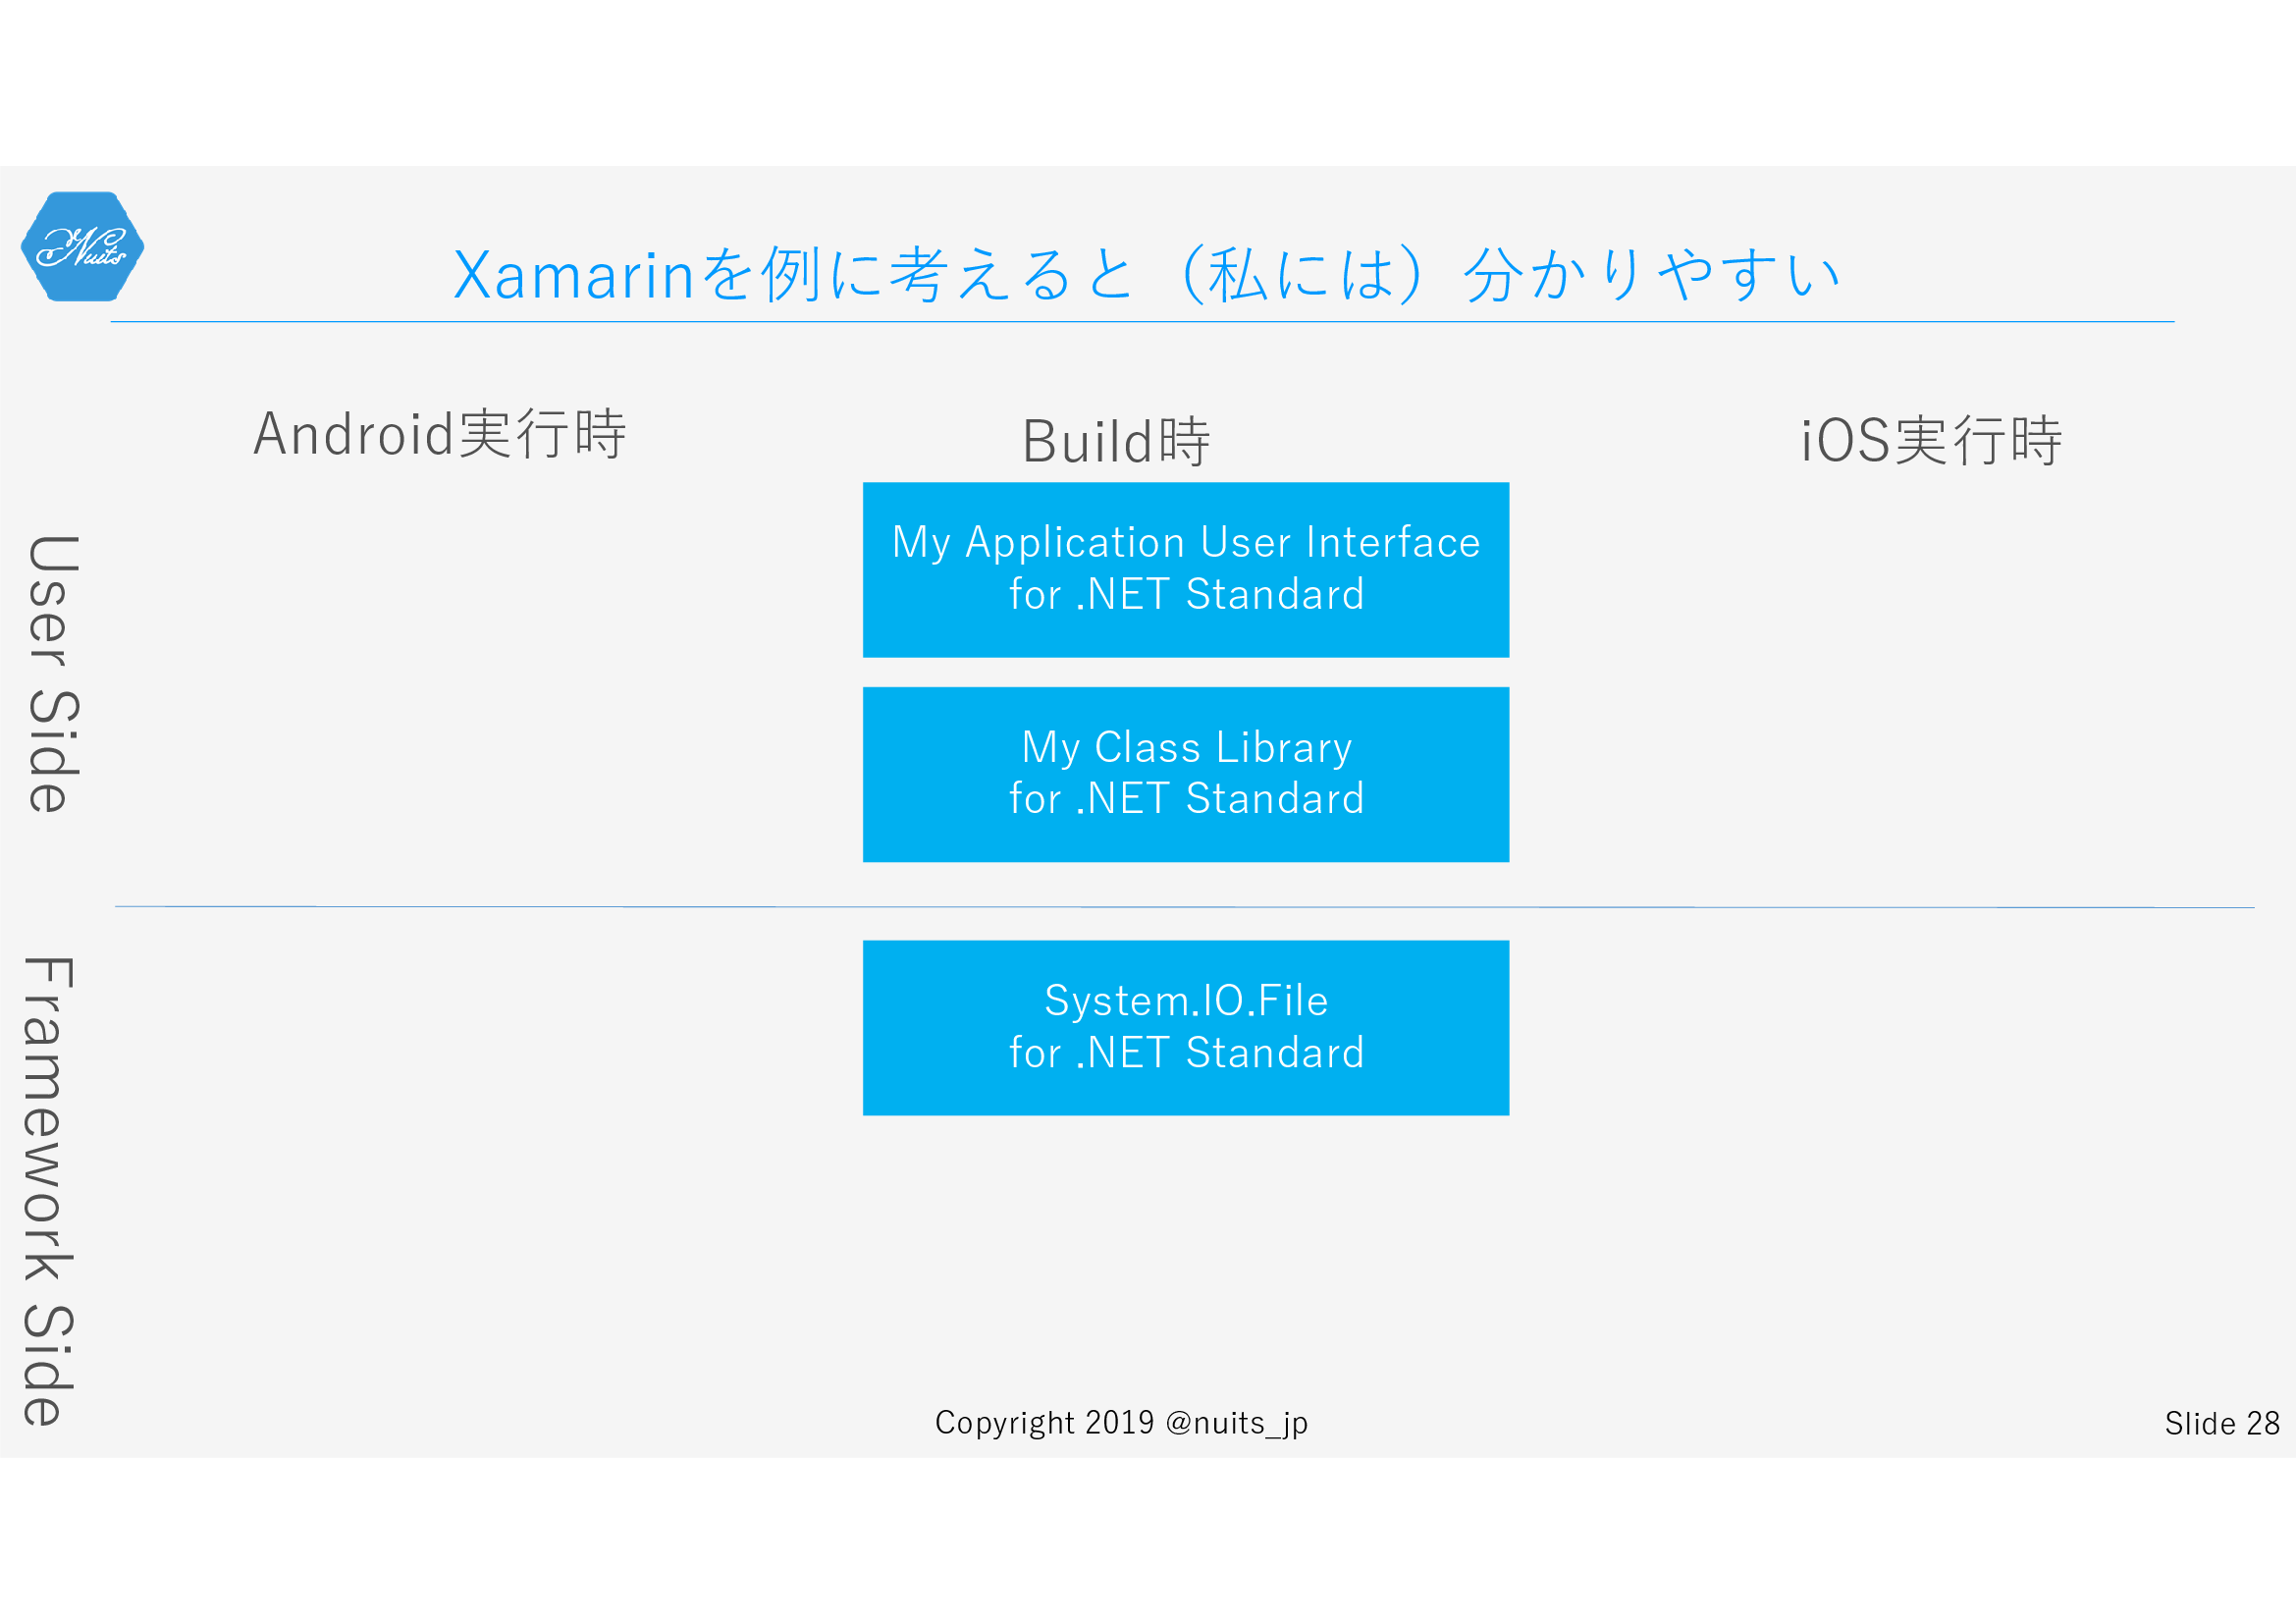 Nuits
Xamarinを例に考えると（私には）分かりやすい
Android実行時
Build時
iOS実行時
User Side
My Application User Interface
for .NET Standard
My Class Library
for .NET Standard
Framework Side
System.IO.File
for .NET Standard
Copyright 2019 @nuits_jp
Slide 28